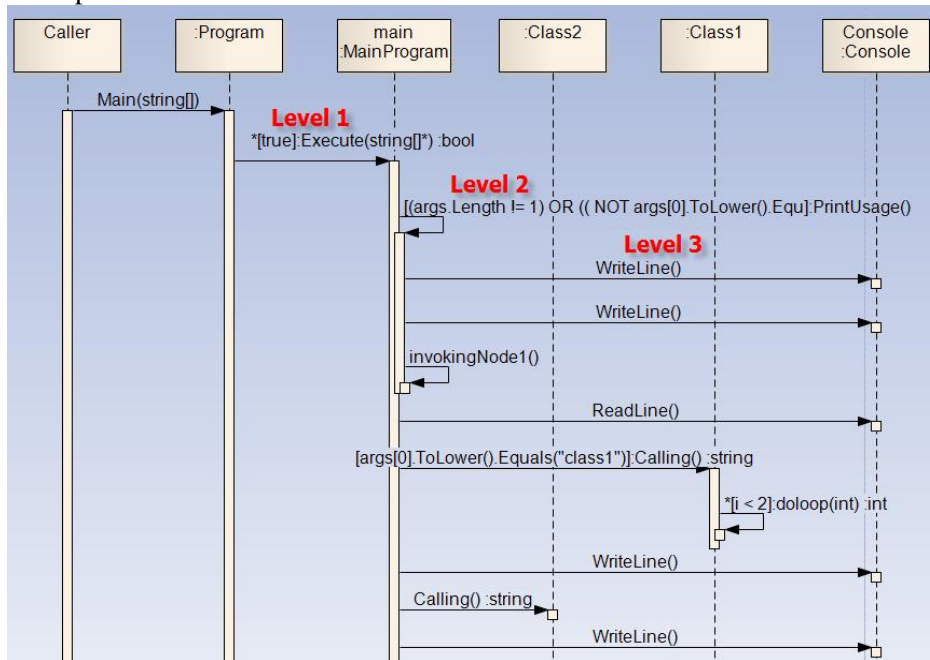 Caller
:Program
main
:MainProgram
:Class2
:Class1
Console
:Console
Main(string[])
Level 1
*[true]:Execute(string[]*) :bool
Level 2
[(args.Length != 1) OR (( NOT args[0].ToLower().Equ]:PrintUsage()
Level 3
WriteLine()
WriteLine()
invokingNode1()
ReadLine()
[args[0].ToLower().Equals("class1")]:Calling() :string
*[i < 2]:doloop(int) :int
WriteLine()
Calling() :string
WriteLine()